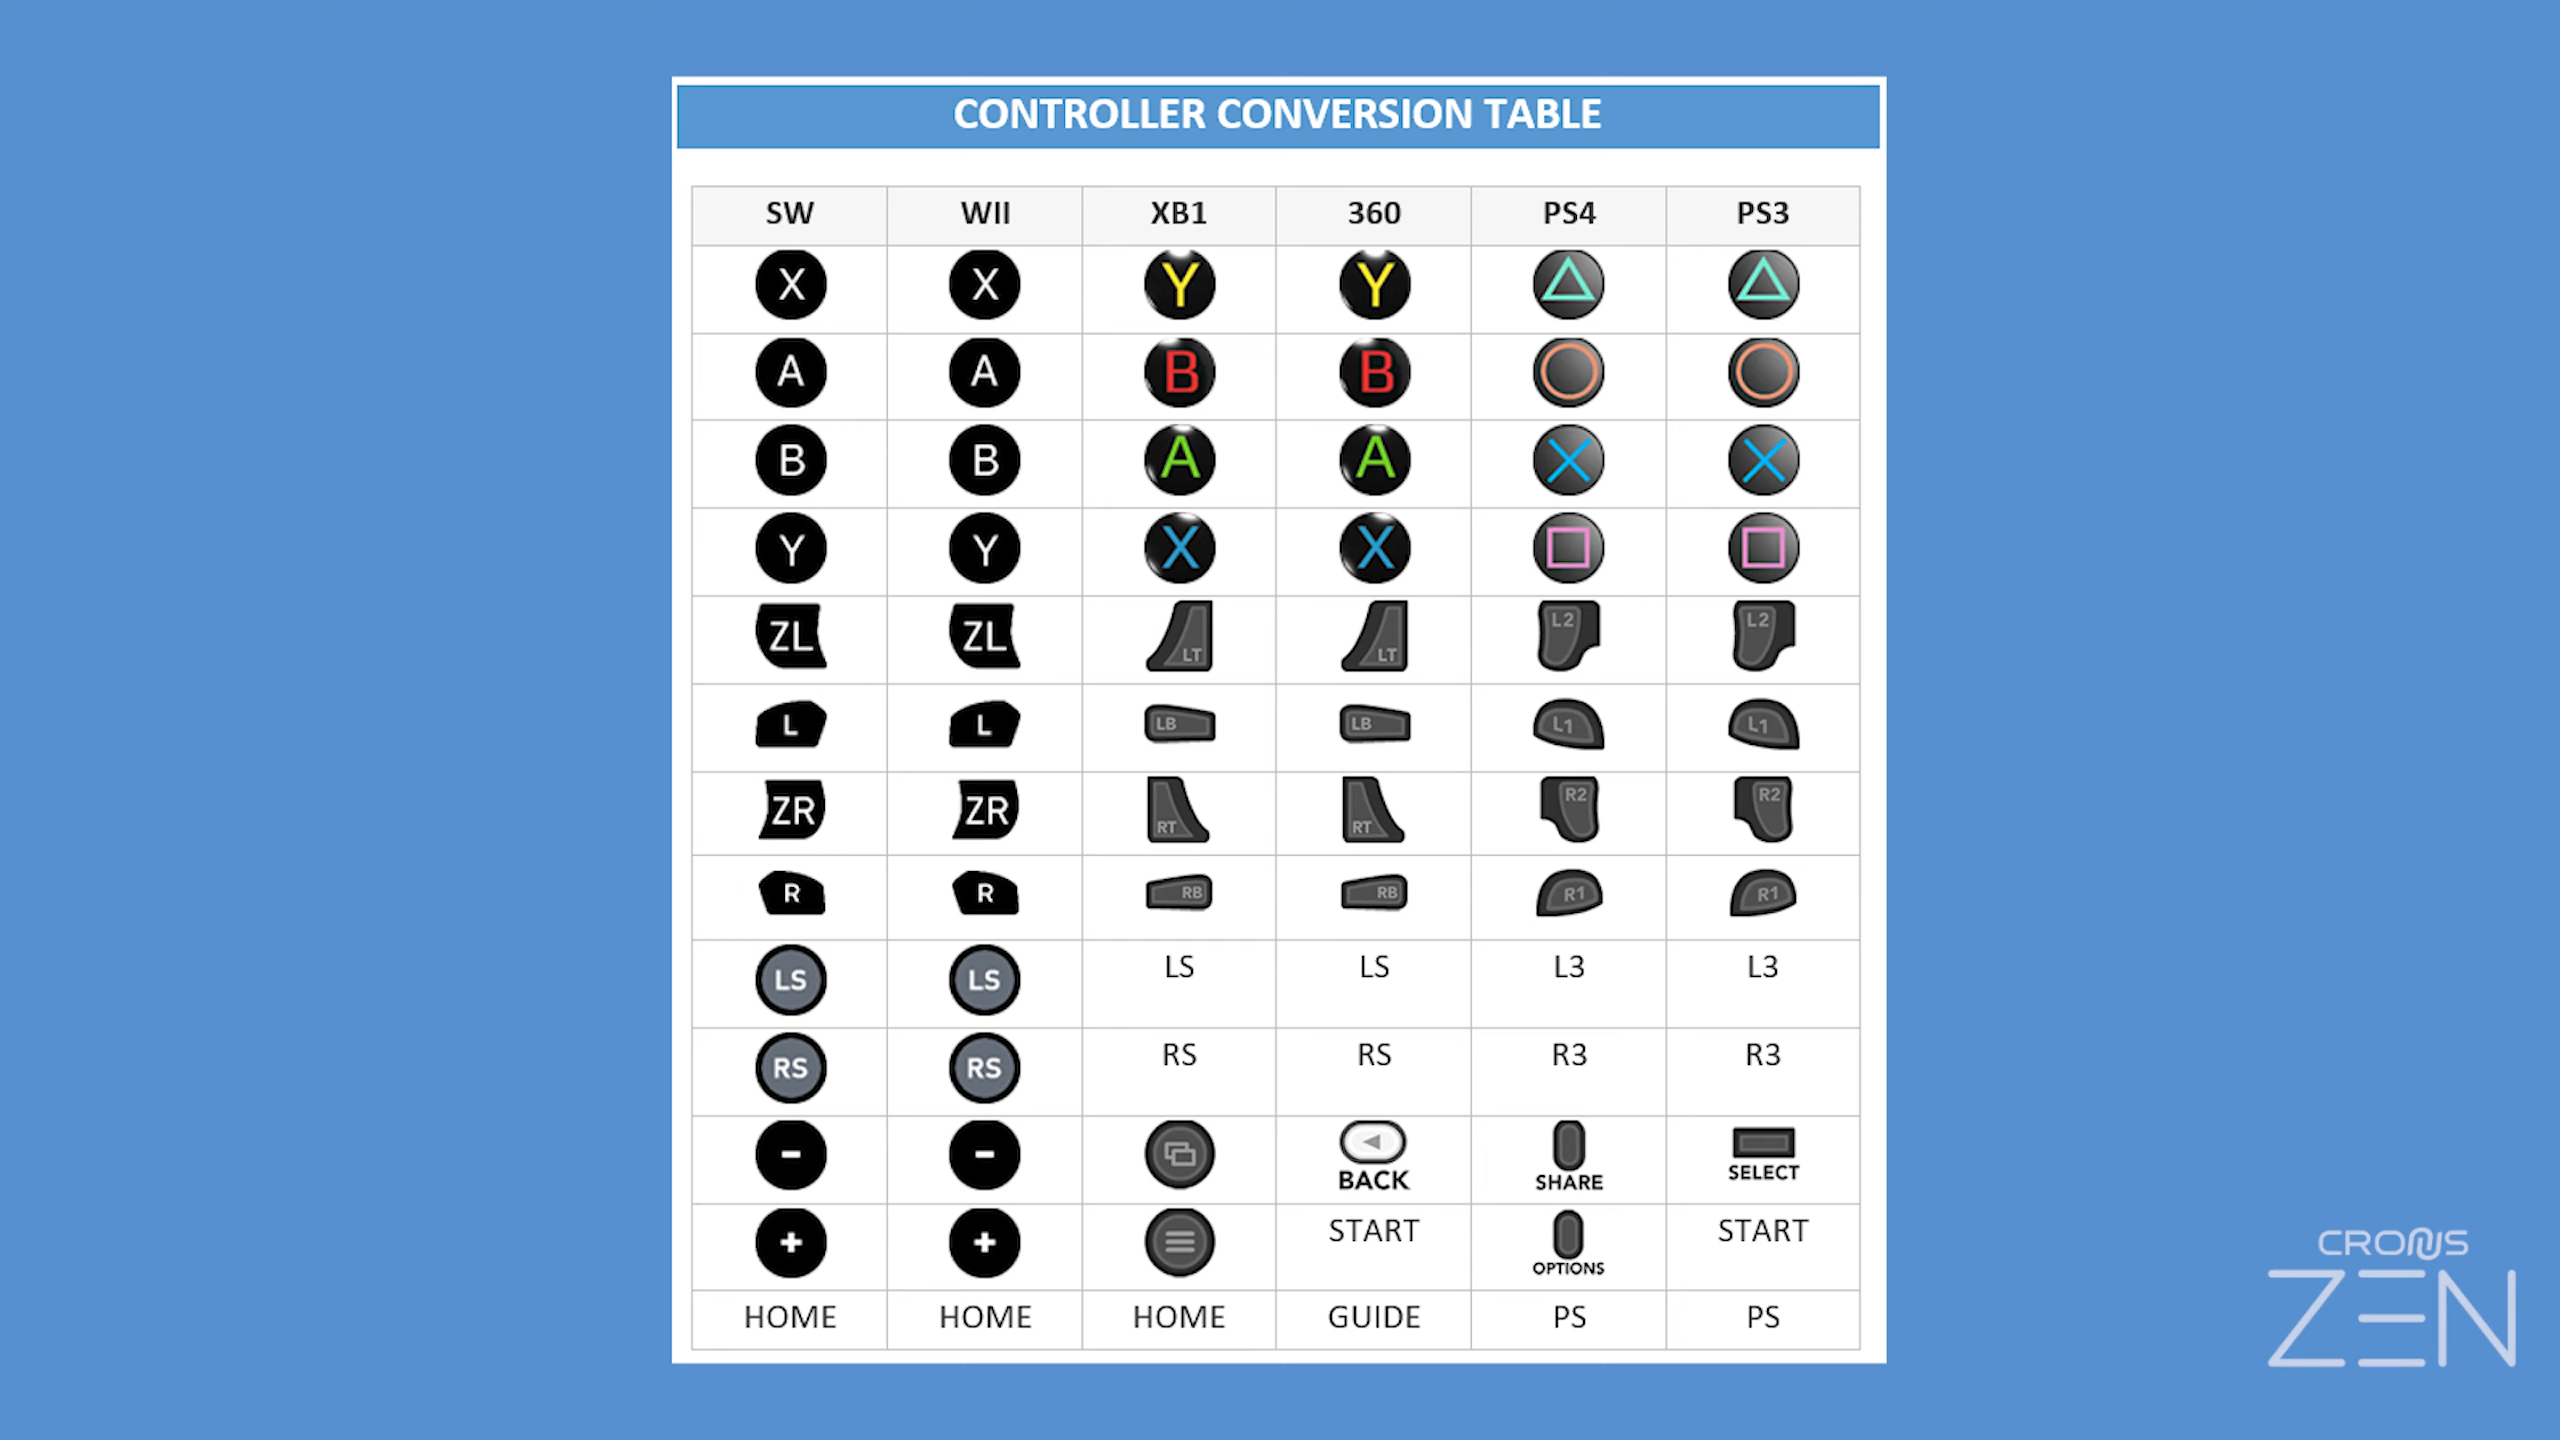 CONTROLLER CONVERSION TABLE
SW WII XB1 360 PS4 PS3
X X Y Y
A A B B
B B A A
Y Y X X
ZL ZL LT LT L2 L2
L L LB LB L1 L1
ZR ZR RT RT R2 R2
R R RB RB R1 R1
LS LS LS LS L3 L3
RS RS RS RS R3 R3
- - BACK SHARE SELECT
+ + START OPTIONS START
HOME HOME HOME GUIDE PS PS
CRONUS
ZEN